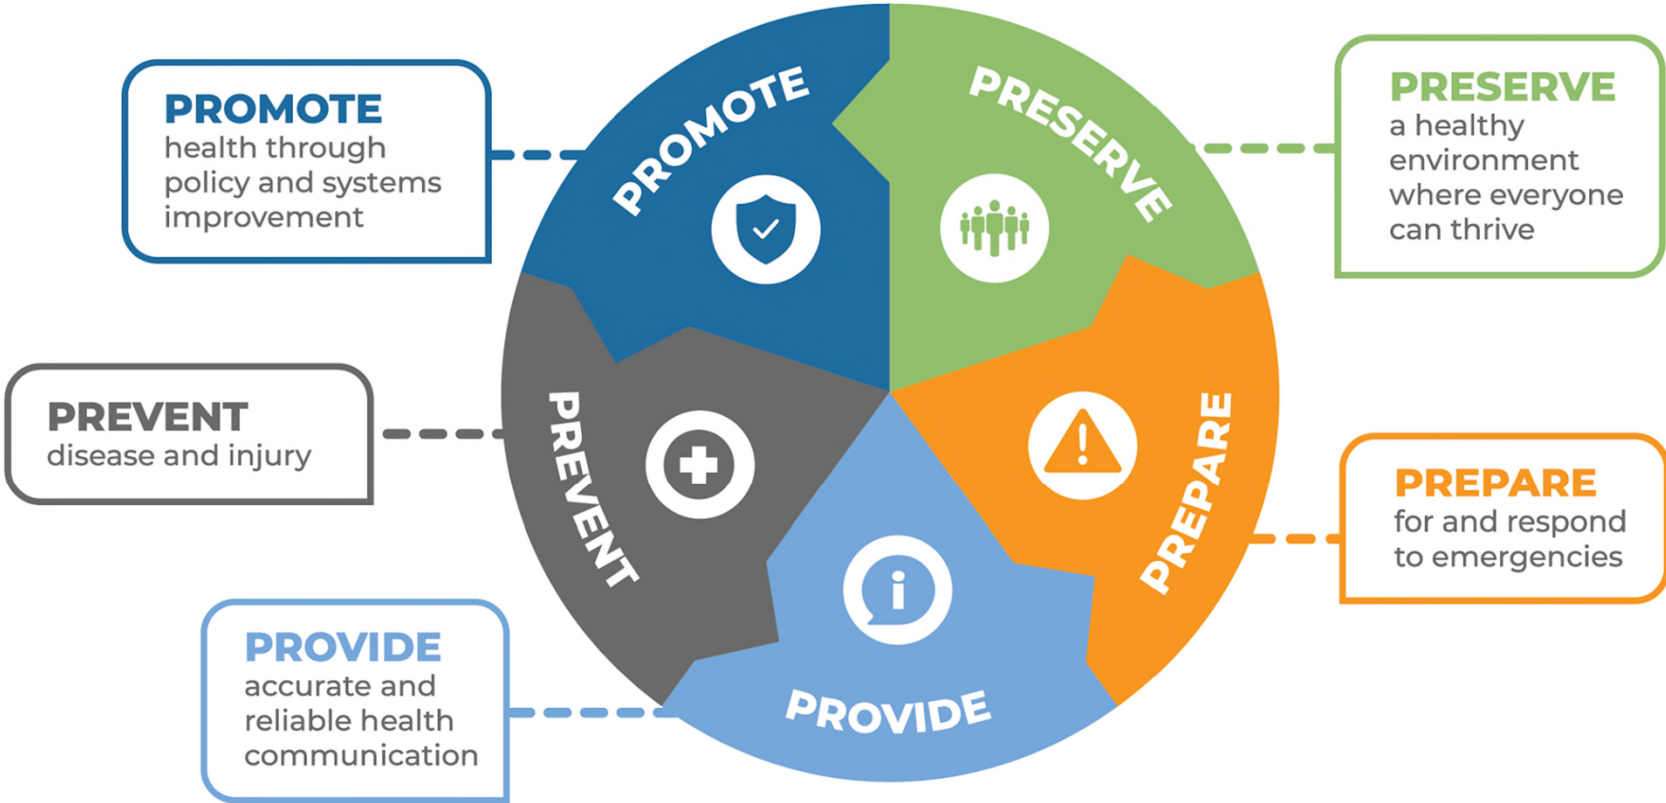 PROMOTE
health through
policy and systems
improvement
PREVENT
disease and injury
PROVIDE
accurate and
reliable health
communication
PROMOTE
PRESERVE
PREVENT
PREPARE
PROVIDE
i
!
PRESERVE
a healthy
environment
where everyone
can thrive
PREPARE
for and respond
to emergencies